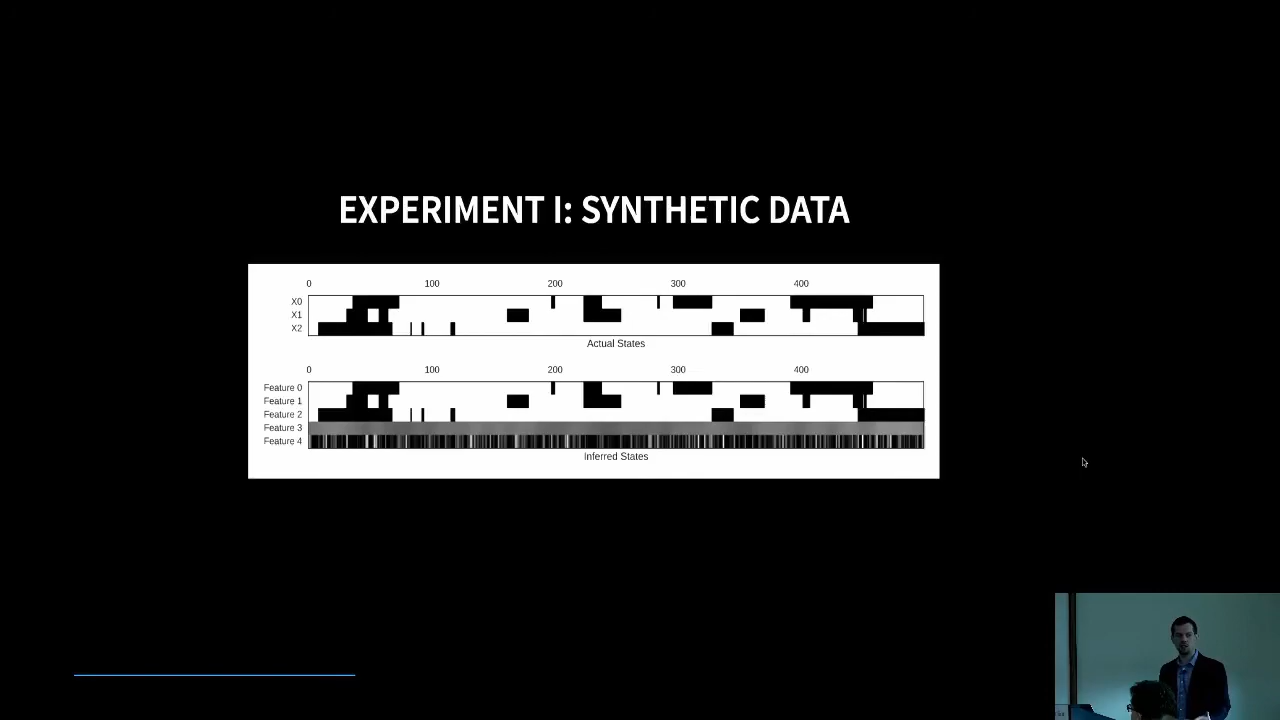 EXPERIMENT I: SYNTHETIC DATA
0 100 200 300 400
X0
X1
X2
Actual States
0 100 200 300 400
Feature 0
Feature 1
Feature 2
Feature 3
Feature 4
Inferred States